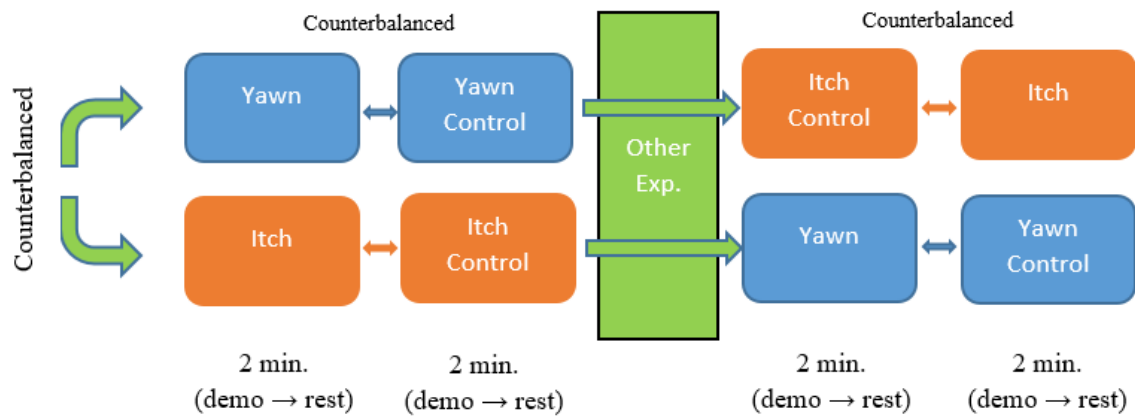 Counterbalanced
Counterbalanced
Counterbalanced
Yawn
Yawn
Control
Other
Exp.
Itch
Control
Itch
Itch
Itch
Control
Yawn
Yawn
Control
2 min.
(demo → rest)
2 min.
(demo → rest)
2 min.
(demo → rest)
2 min.
(demo → rest)